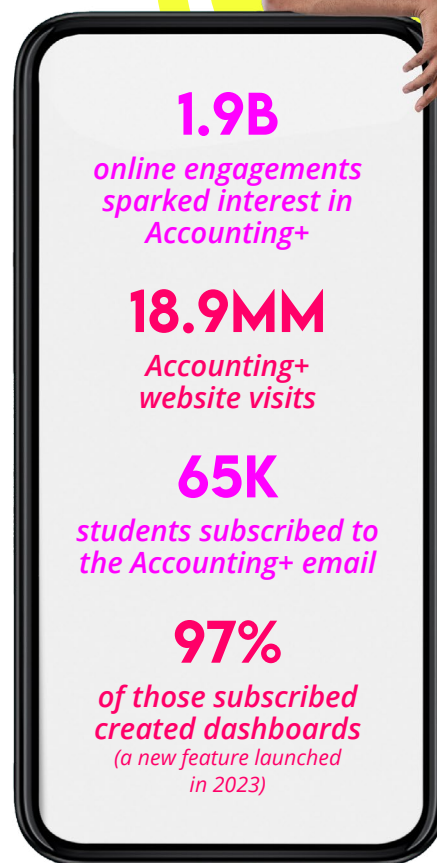 1.9B
online engagements
sparked interest in
Accounting+
18.9MM
Accounting+
website visits
65K
students subscribed to
the Accounting+ email
97%
of those subscribed
created dashboards
(a new feature launched
in 2023)